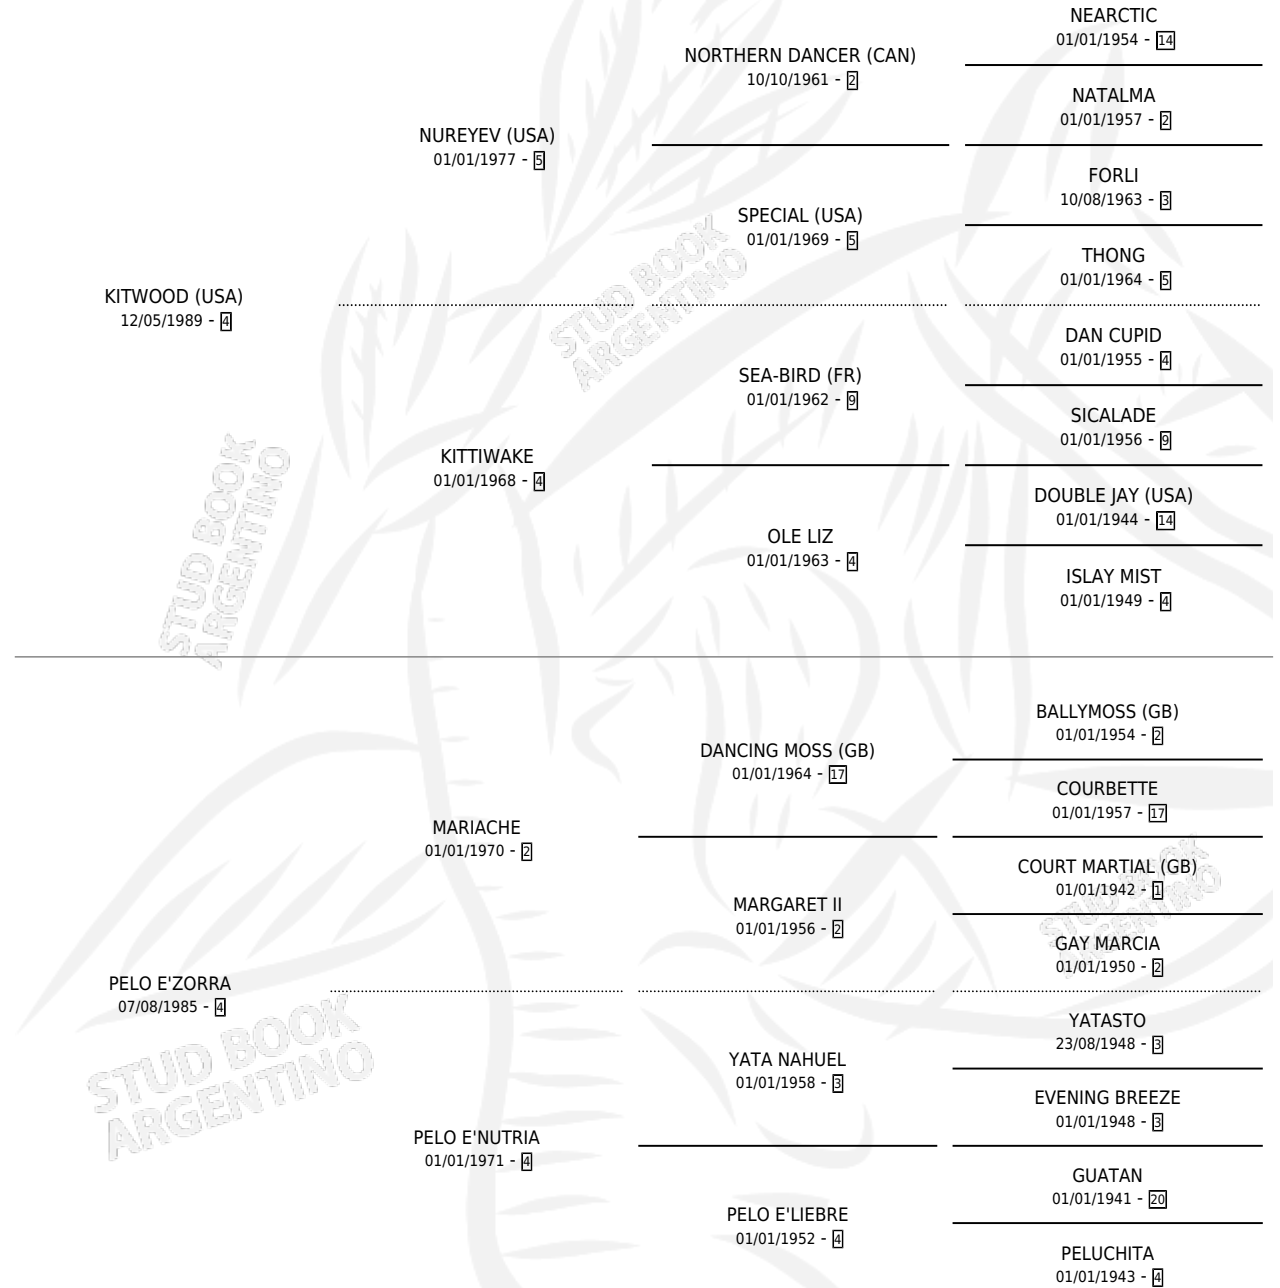 NEARCTIC
01/01/1954 - 14
NORTHERN DANCER (CAN)
10/10/1961 - 2
NATALMA
01/01/1957 - 2
NUREYEV (USA)
01/01/1977 - 5
FORLI
10/08/1963 - 3
SPECIAL (USA)
01/01/1969 - 5
THONG
01/01/1964 - 5
KITWOOD (USA)
12/05/1989 - 4
DAN CUPID
01/01/1955 - 4
SEA-BIRD (FR)
01/01/1962 - 9
SICALADE
01/01/1956 - 9
KITTIWAKE
01/01/1968 - 4
DOUBLE JAY (USA)
01/01/1944 - 14
OLE LIZ
01/01/1963 - 4
ISLAY MIST
01/01/1949 - 4
BALLYMOSS (GB)
01/01/1954 - 2
DANCING MOSS (GB)
01/01/1964 - 17
COURBETTE
01/01/1957 - 17
MARIACHE
01/01/1970 - 2
COURT MARTIAL (GB)
01/01/1942 - 1
MARGARET II
01/01/1956 - 2
GAY MARCIA
01/01/1950 - 2
PELO E'ZORRA
07/08/1985 - 4
YATASTO
23/08/1948 - 3
YATA NAHUEL
01/01/1958 - 3
EVENING BREEZE
01/01/1948 - 3
PELO E'NUTRIA
01/01/1971 - 4
GUATAN
01/01/1941 - 20
PELO E'LIEBRE
01/01/1952 - 4
PELUCHITA
01/01/1943 - 4
STUD BOOK
ARGENTINO
STUD BOOK
ARGENTINO
STUD BOOK
ARGENTINO
STUD BOOK
ARGENTINO